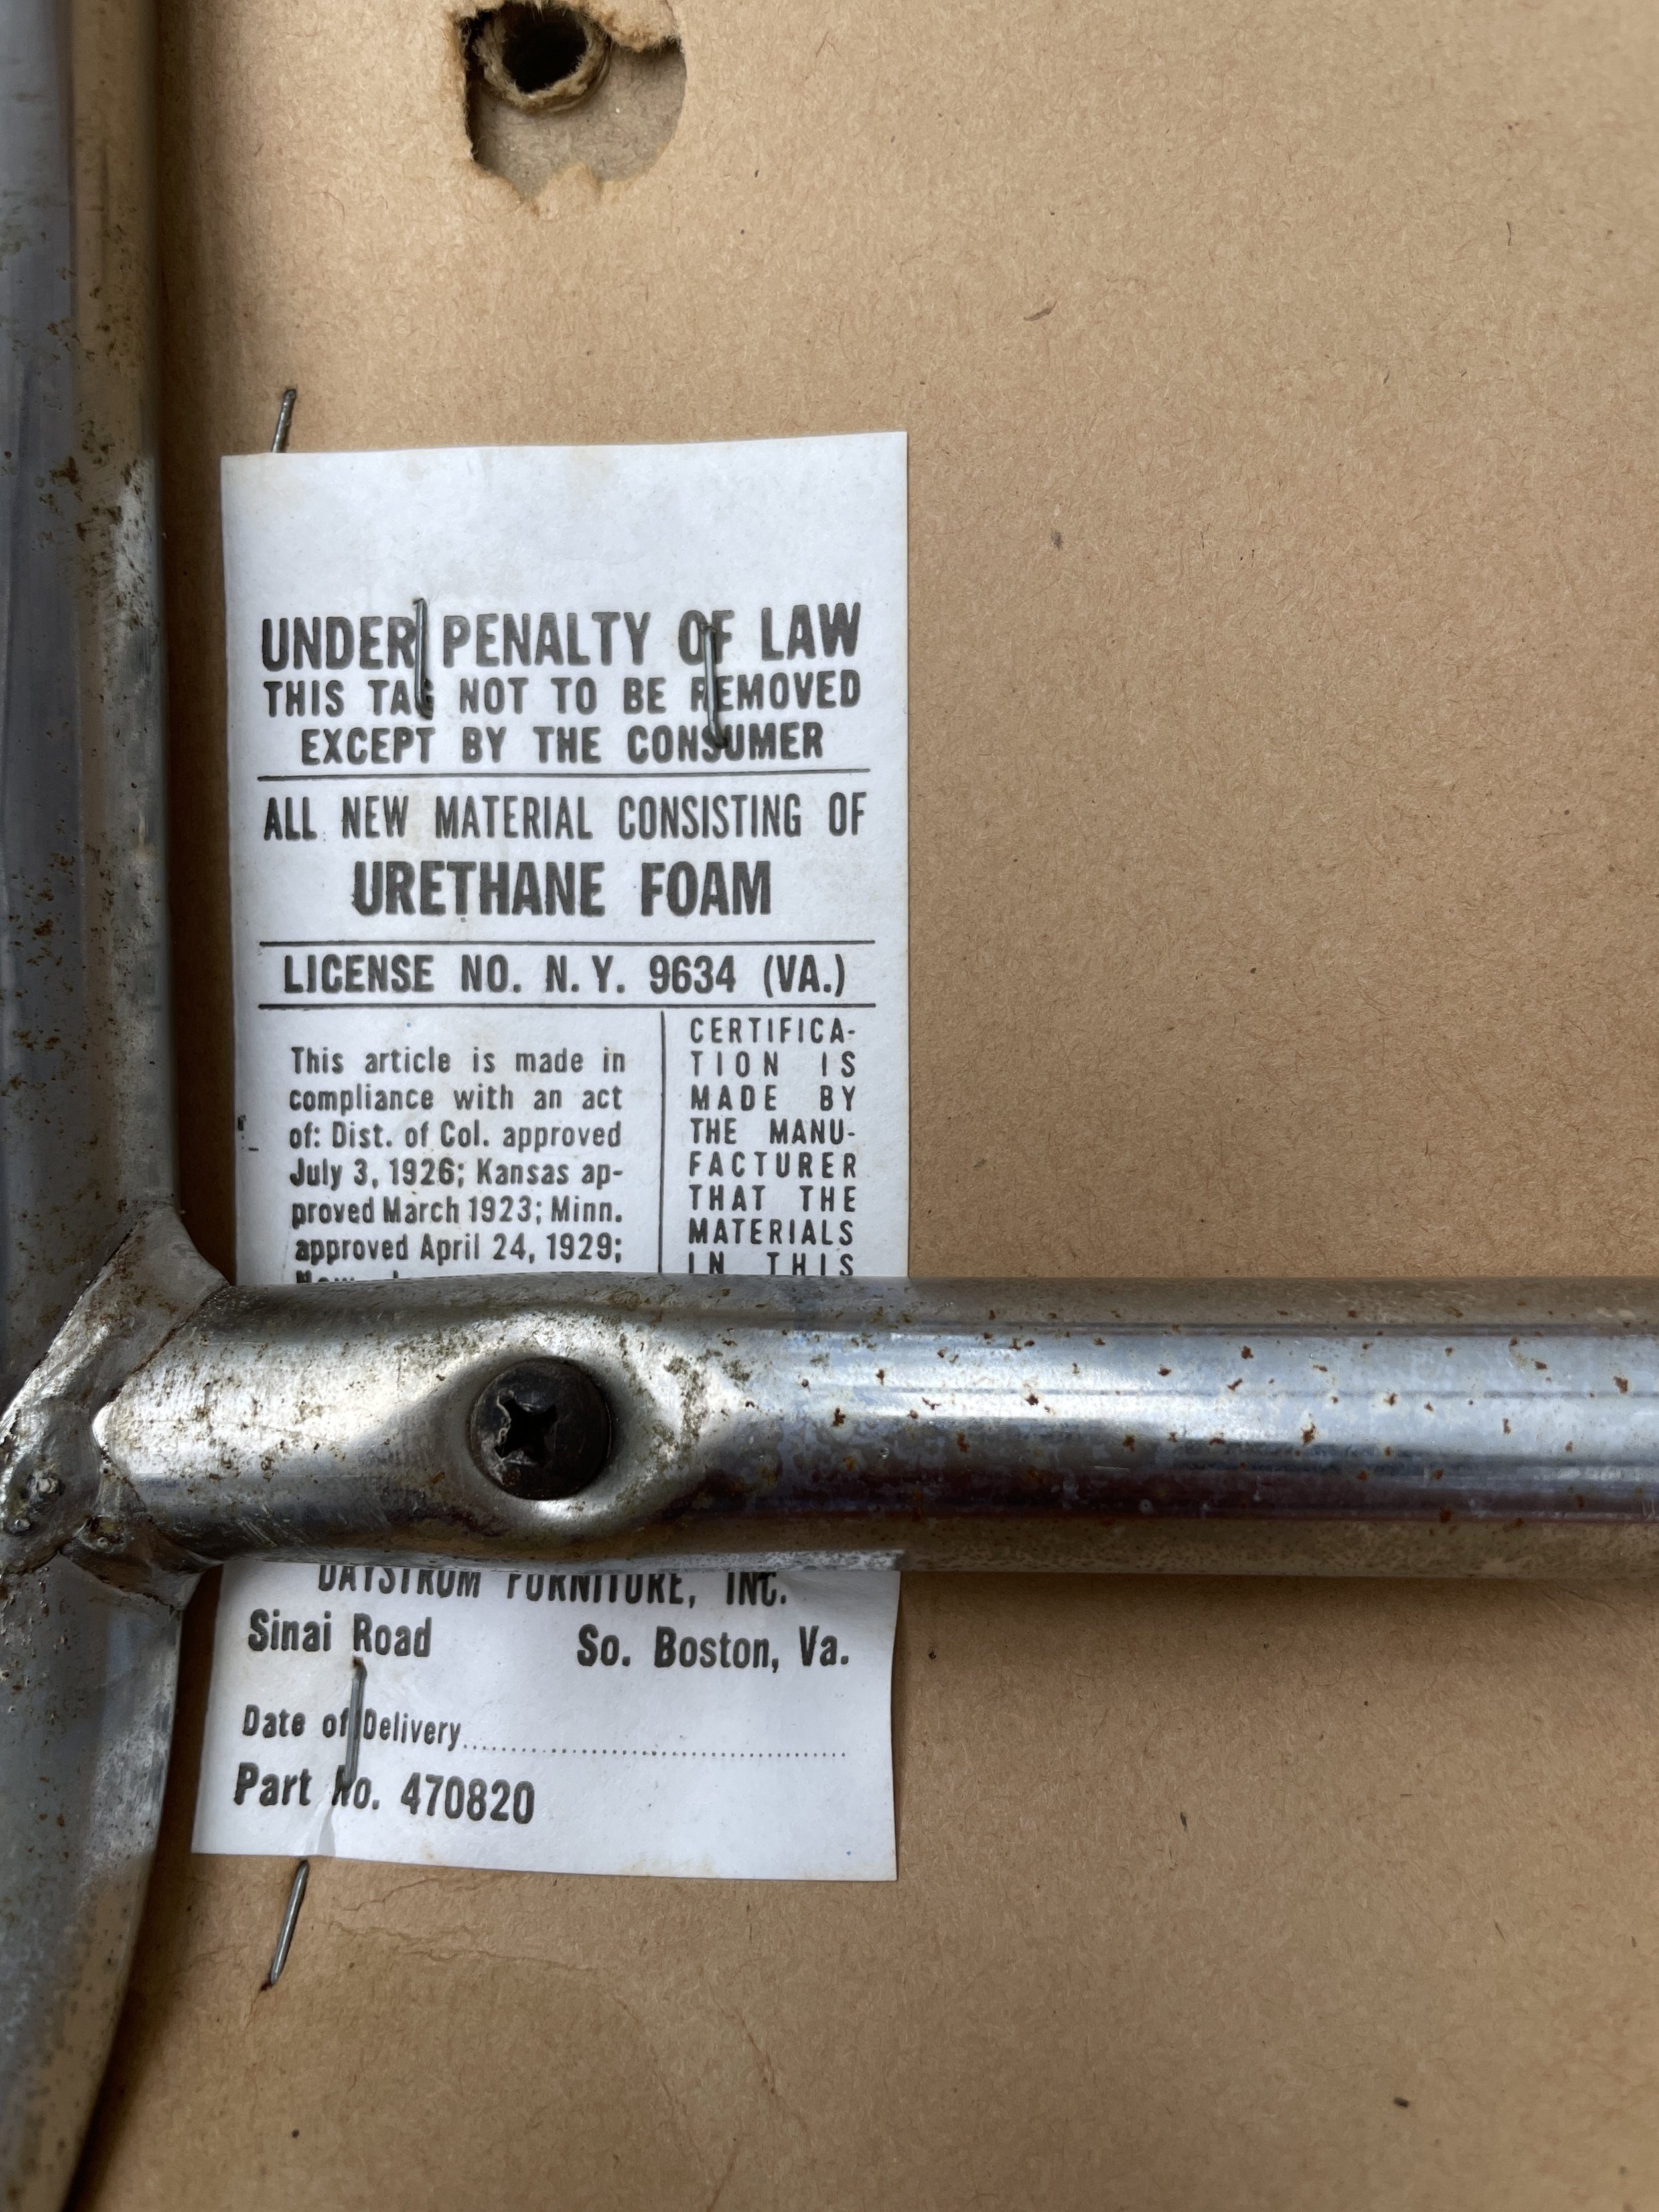 UNDER PENALTY OF LAW
THIS TAG NOT TO BE REMOVED
EXCEPT BY THE CONSUMER
ALL NEW MATERIAL CONSISTING OF
URETHANE FOAM
LICENSE NO. N.Y. 9634 (VA.)
This article is made in
compliance with an act
of: Dist. of Col. approved
July 3, 1926; Kansas ap-
proved March 1923; Minn.
approved April 24, 1929;
CERTIFICA-
TION IS
MADE BY
THE MANU-
FACTURER
THAT THE
MATERIALS
IN THIS
DAYSTROM FURNITURE, INC.
Sinai Road So. Boston, Va.
Date of Delivery
Part No. 470820